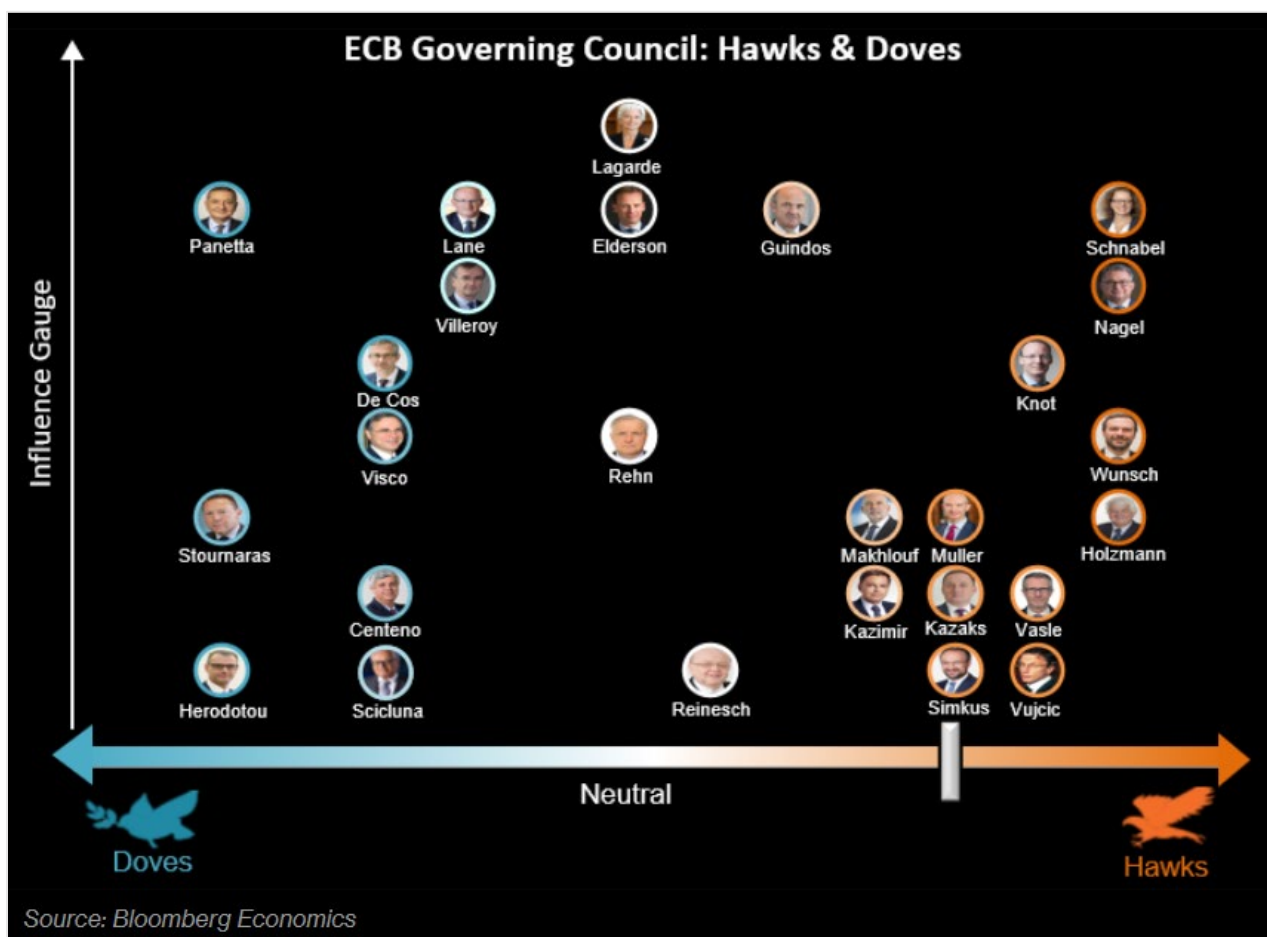 ECB Governing Council: Hawks & Doves
Influence Gauge
Lagarde
Panetta
Lane
Elderson
Guindos
Schnabel
Villeroy
Nagel
De Cos
Knot
Visco
Rehn
Wunsch
Stournaras
Makhlouf
Muller
Holzmann
Centeno
Kazimir
Kazaks
Vasle
Herodotou
Scicluna
Reinesch
Simkus
Vujcic
Neutral
Doves
Hawks
Source: Bloomberg Economics